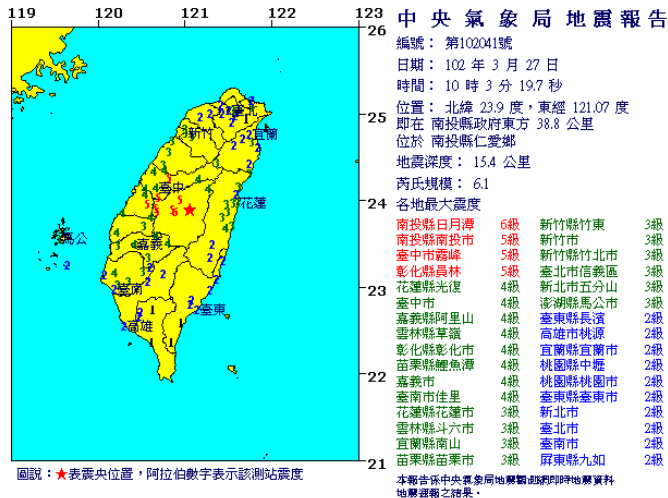 119 120 121 122 123
中央氣象局地震報告
編號： 第102041號
日期： 102 年 3 月 27 日
時間： 10 時 3 分 19.7 秒
位置： 北緯 23.9 度，東經 121.07 度
即在 南投縣政府東方 38.8 公里
位於 南投縣仁愛鄉
地震深度： 15.4 公里
芮氏規模： 6.1
各地最大震度
南投縣日月潭 6級 新竹縣竹東 3級
南投縣南投市 5級 新竹市 3級
臺中市霧峰 5級 新竹縣竹北市 3級
彰化縣員林 5級 臺北市信義區 3級
花蓮縣光復 4級 新北市五分山 3級
臺中市 4級 澎湖縣馬公市 3級
嘉義縣阿里山 4級 臺東縣長濱 2級
雲林縣草嶺 4級 高雄市桃源 2級
彰化縣彰化市 4級 宜蘭縣宜蘭市 2級
苗栗縣鯉魚潭 4級 桃園縣中壢 2級
嘉義市 4級 桃園縣桃園市 2級
臺南市佳里 4級 臺東縣臺東市 2級
花蓮縣花蓮市 3級 新北市 2級
雲林縣斗六市 3級 臺北市 2級
宜蘭縣南山 3級 臺南市 2級
苗栗縣苗栗市 3級 屏東縣九如 2級
本報告係中央氣象局地震觀測網即時地震資料
地震速報之結果。
26
25
24
23
22
21
臺北
新竹
宜蘭
臺中
花蓮
馬公
嘉義
臺南
臺東
高雄
圖說：★表震央位置，阿拉伯數字表示該測站震度